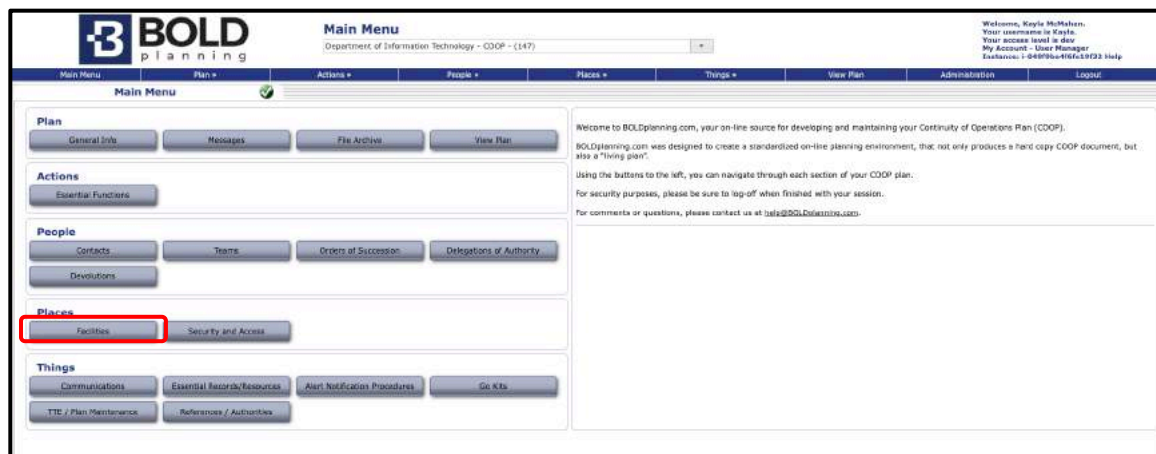 BOLD
planning
Main Menu
Department of Information Technology - COOP - (147)
Welcome, Kayla McMahan.
Your username is Kayla.
Your access level is dev
My Account - User Manager
Main Menu Plan Actions People Places Things View Plan Administration Logout
Main Menu
Plan
General Info Messages File Archive View Plan
Actions
Essential Functions
People
Contacts Teams Orders of Succession Delegations of Authority
Devolutions
Places
Facilities Security and Access
Things
Communications Essential Records/Resources Alert Notification Procedures Go Kits
TTE / Plan Maintenance References / Authorities
Welcome to BOLDplanning.com, your on-line source for developing and maintaining your Continuity of Operations Plan (COOP).
BOLDplanning.com was designed to create a standardized on-line planning environment, that not only produces a hard copy COOP document, but
also a "living plan".
Using the buttons to the left, you can navigate through each section of your COOP plan.
For security purposes, please be sure to log-off when finished with your session.
For comments or questions, please contact us at help@BOLDplanning.com.